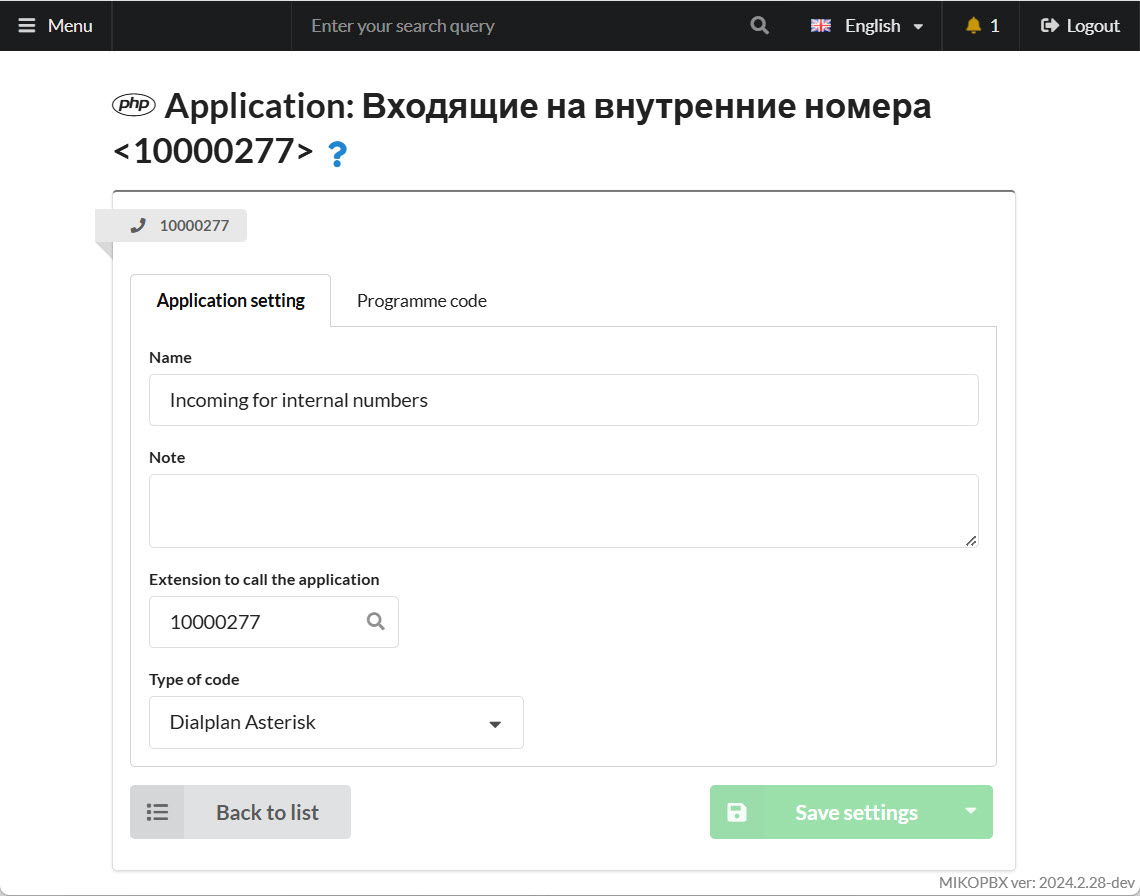 Menu
Enter your search query
English
1
Logout
php Application: Входящие на внутренние номера
<10000277> ?
10000277
Application setting
Programme code
Name
Incoming for internal numbers
Note
Extension to call the application
10000277
Type of code
Dialplan Asterisk
Back to list
Save settings
MIKOPBX ver: 2024.2.28-dev